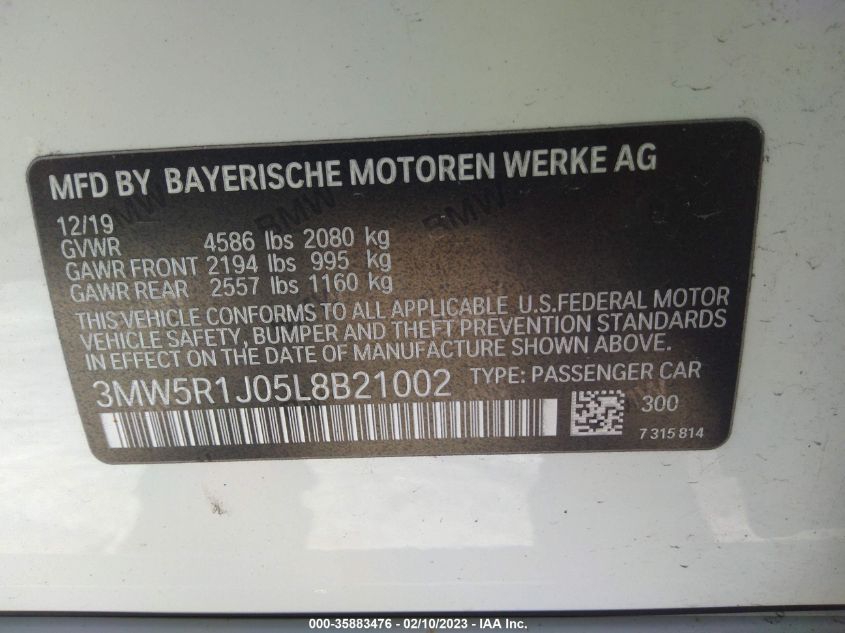 MFD BY BAYERISCHE MOTOREN WERKE AG
12/19
GVWR 4586 lbs 2080 kg
GAWR FRONT 2194 lbs 995 kg
GAWR REAR 2557 lbs 1160 kg
THIS VEHICLE CONFORMS TO ALL APPLICABLE U.S.FEDERAL MOTOR
VEHICLE SAFETY, BUMPER AND THEFT PREVENTION STANDARDS
IN EFFECT ON THE DATE OF MANUFACTURE SHOWN ABOVE.
3MW5R1J05L8B21002 TYPE: PASSENGER CAR
300
7 315 814
BMW BMW BMW
000-35883476 — 02/10/2023 — IAA Inc.